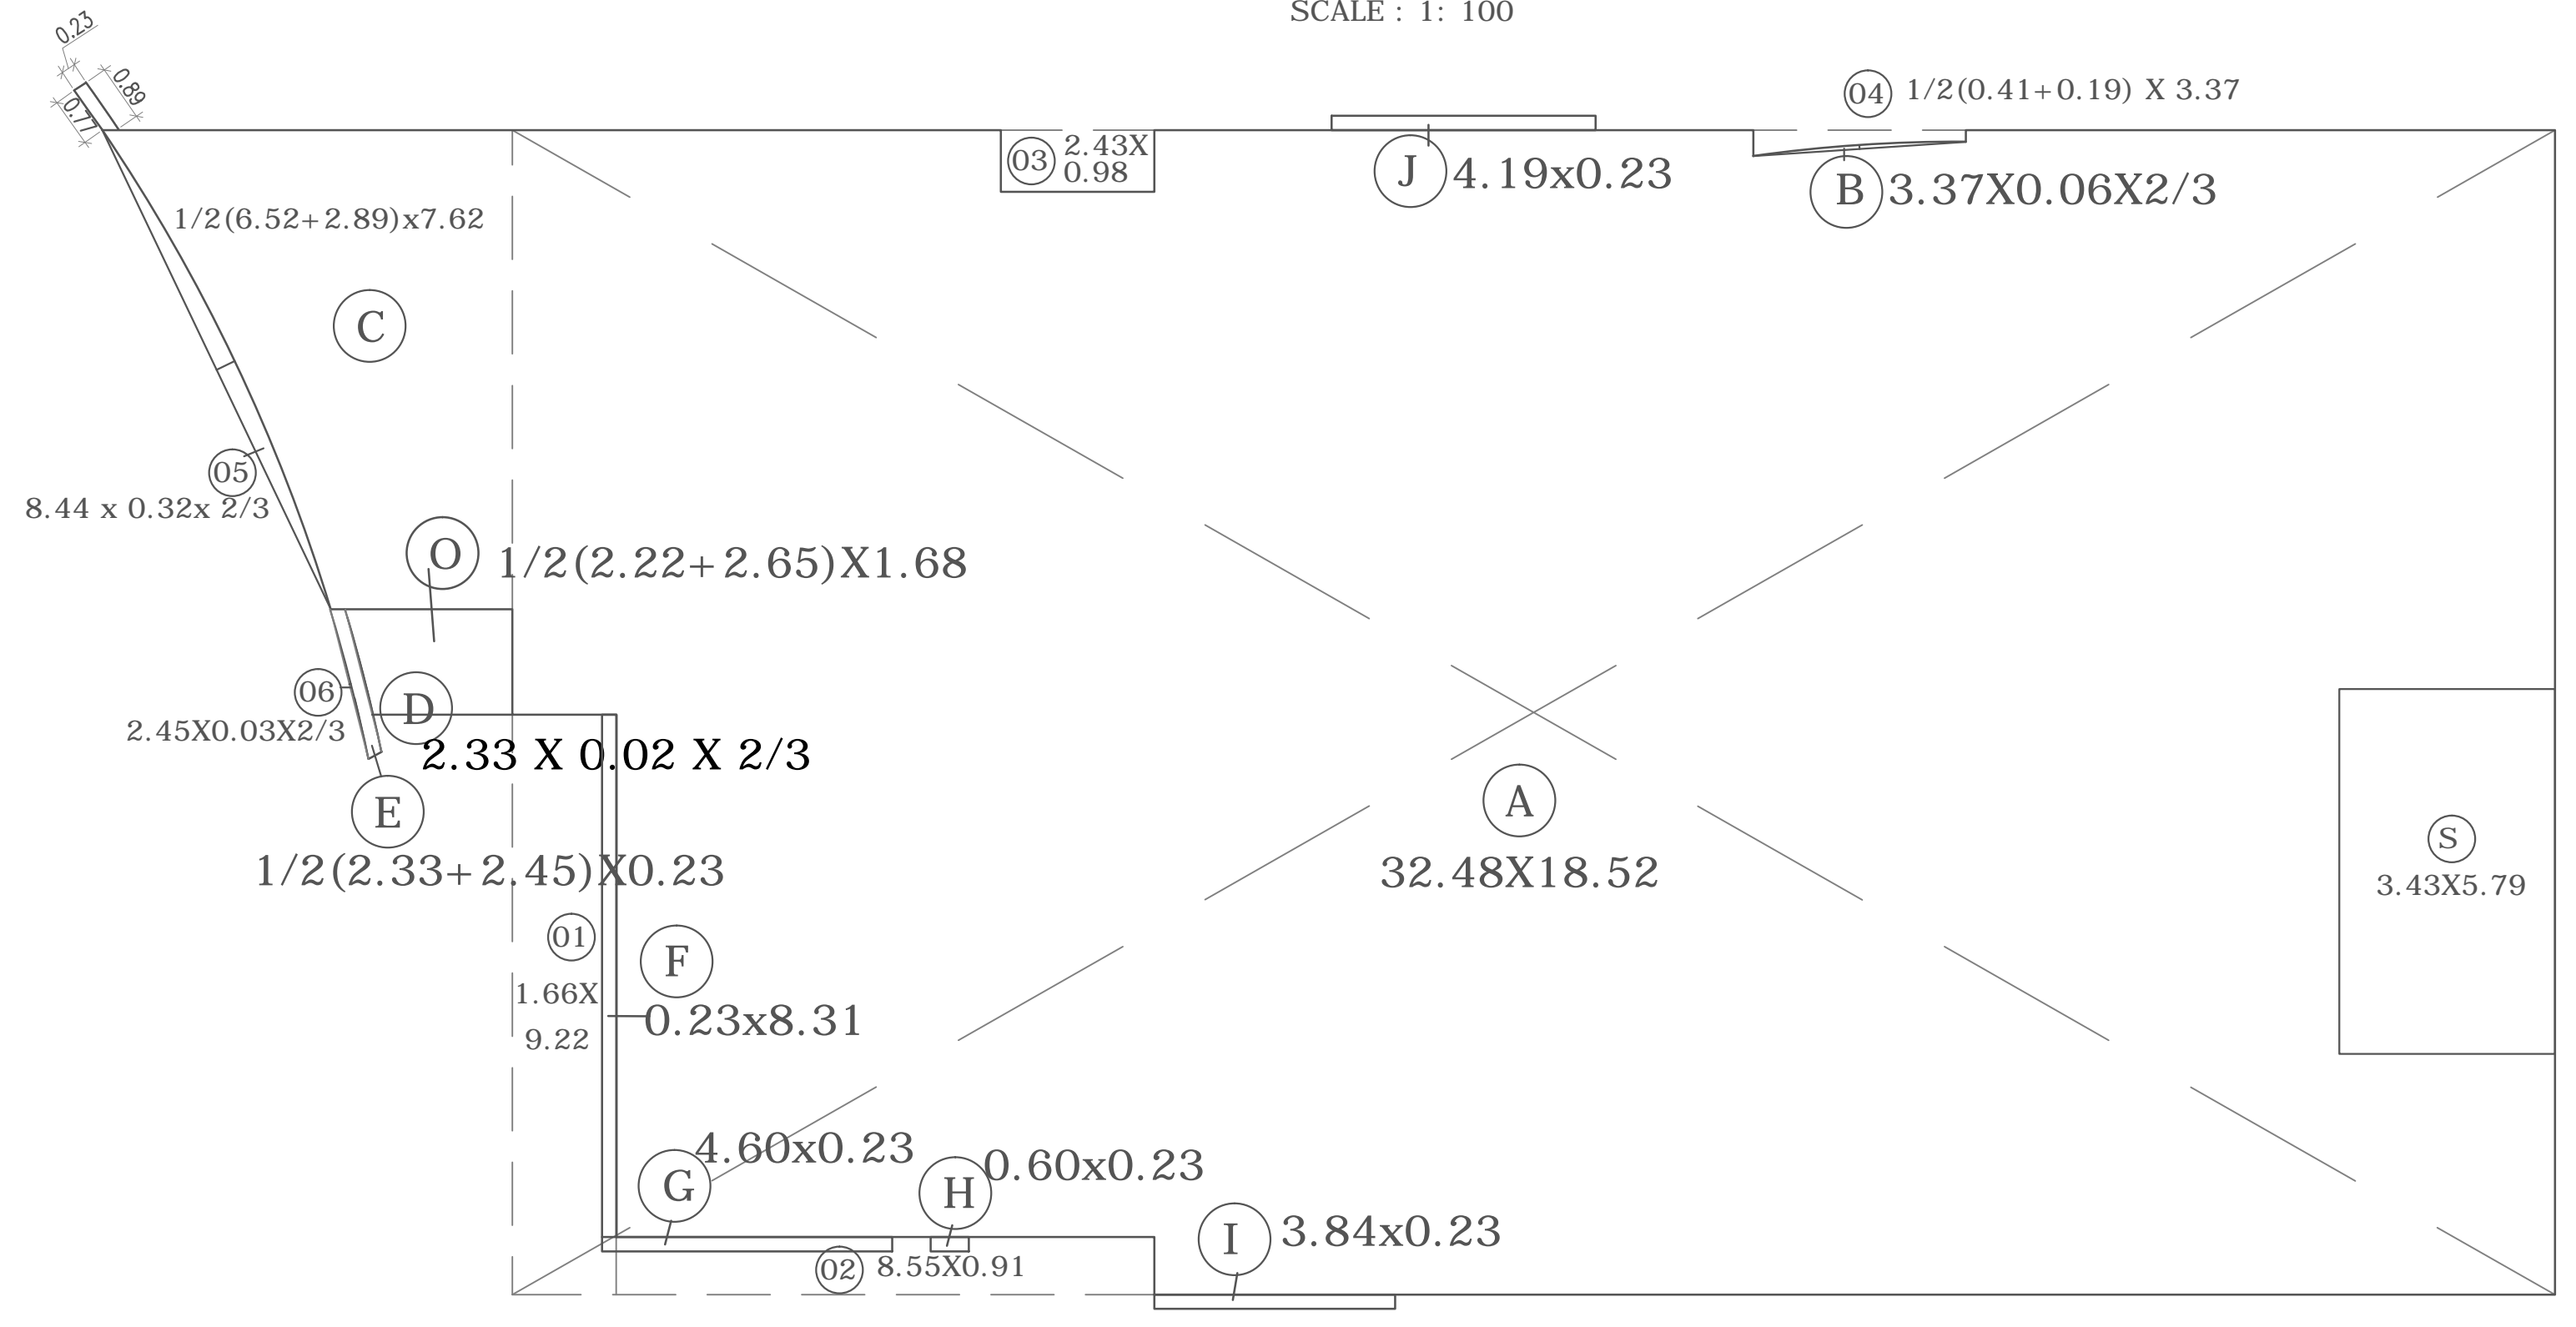 SCALE : 1: 100
0.23
0.89
0.77
04 1/2(0.41+0.19) X 3.37
03 2.43X
0.98
J 4.19x0.23
B 3.37X0.06X2/3
1/2(6.52+2.89)x7.62
C
05
8.44 x 0.32x 2/3
O 1/2(2.22+2.65)X1.68
06
2.45X0.03X2/3
D
2.33 X 0.02 X 2/3
E
1/2(2.33+2.45)X0.23
A
32.48X18.52
S
3.43X5.79
01
1.66X
9.22
F
0.23x8.31
G 4.60x0.23
H 0.60x0.23
I 3.84x0.23
02 8.55X0.91